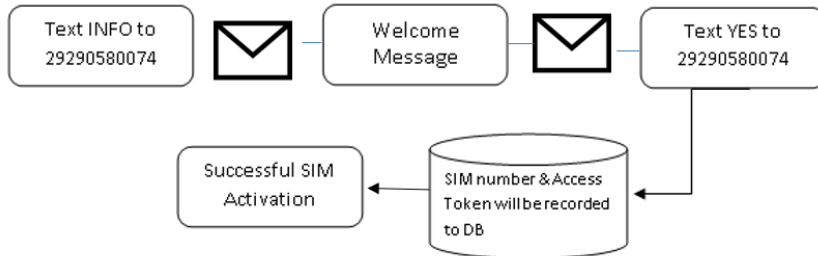 Text INFO to
29290580074
Welcome
Message
Text YES to
29290580074
Successful SIM
Activation
SIM number & Access
Token will be recorded
to DB